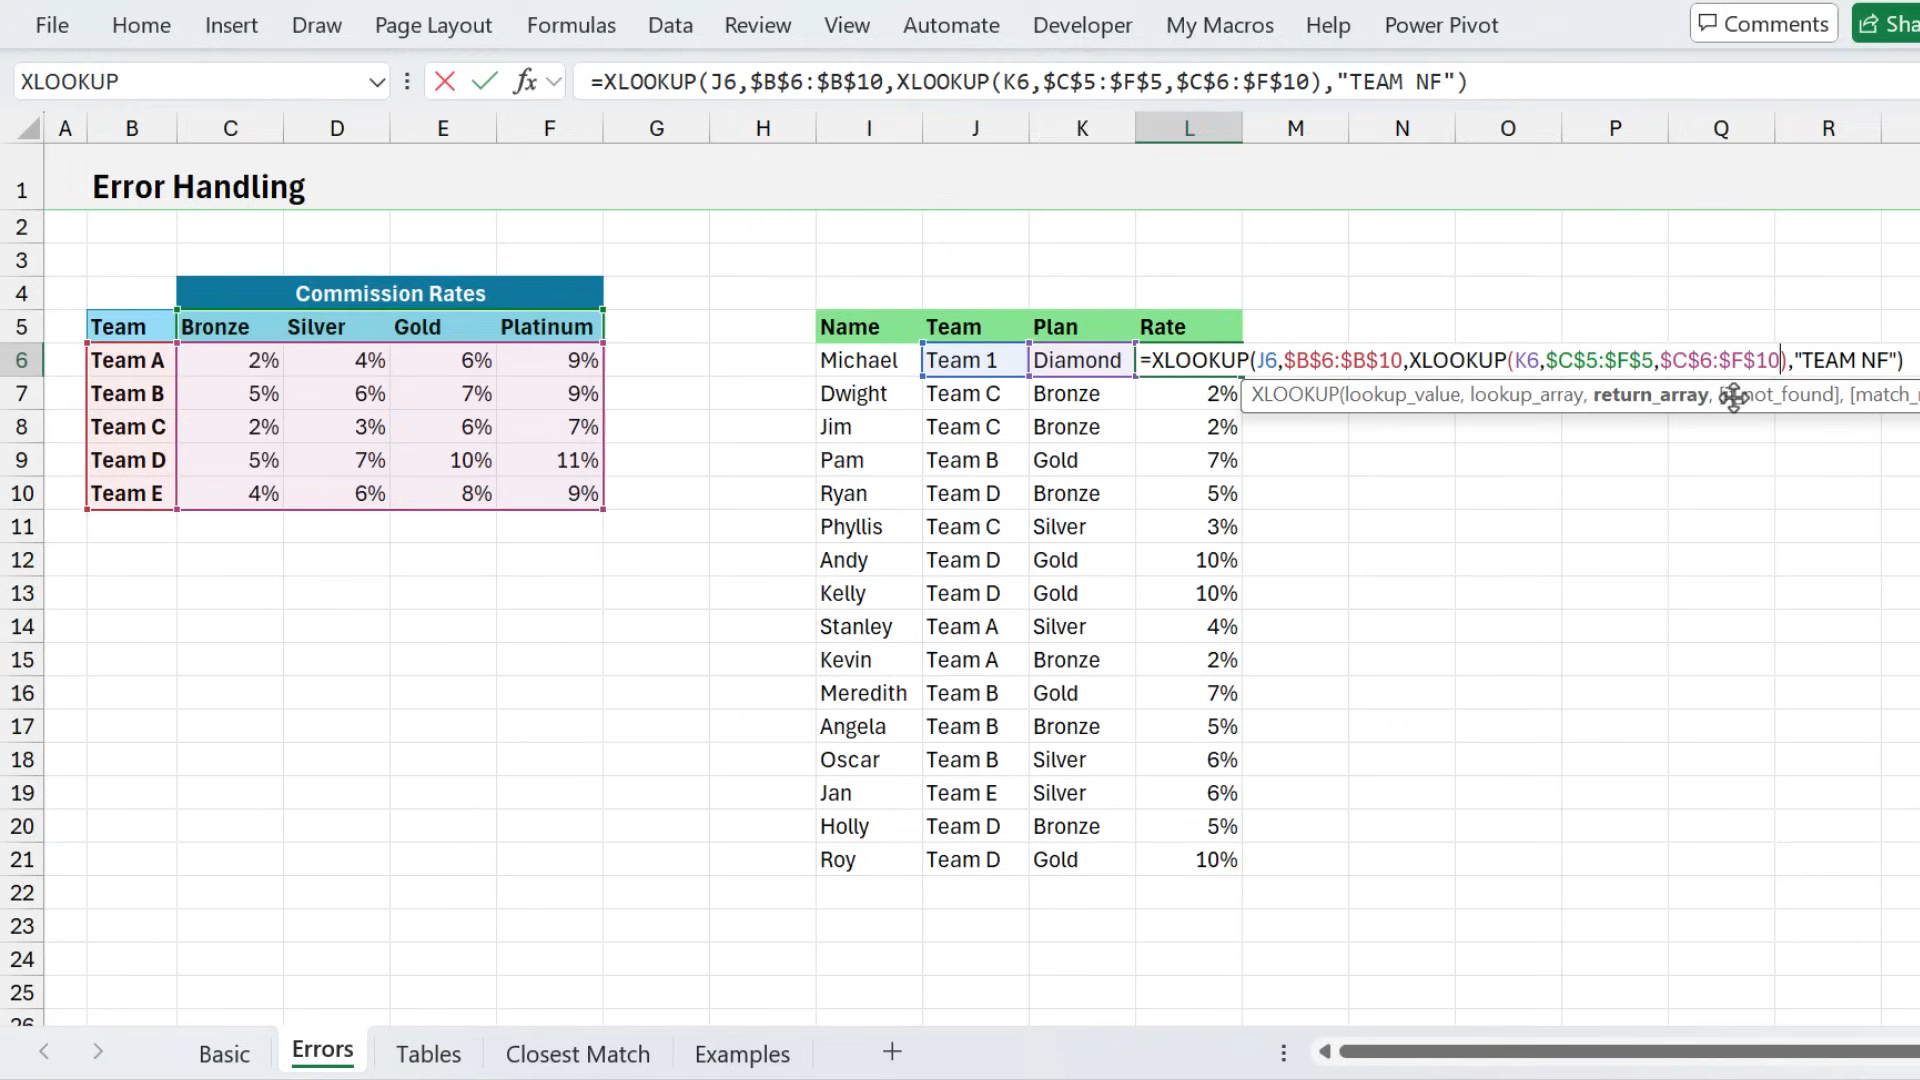 File Home Insert Draw Page Layout Formulas Data Review View Automate Developer My Macros Help Power Pivot Comments Sha
XLOOKUP fx =XLOOKUP(J6,$B$6:$B$10,XLOOKUP(K6,$C$5:$F$5,$C$6:$F$10),"TEAM NF")
A B C D E F G H I J K L M N O P Q R
1 Error Handling
2
3
4 Commission Rates
5 Team Bronze Silver Gold Platinum Name Team Plan Rate
6 Team A 2% 4% 6% 9% Michael Team 1 Diamond =XLOOKUP(J6,$B$6:$B$10,XLOOKUP(K6,$C$5:$F$5,$C$6:$F$10),"TEAM NF")
7 Team B 5% 6% 7% 9% Dwight Team C Bronze 2% XLOOKUP(lookup_value, lookup_array, return_array, not_found], [match_
8 Team C 2% 3% 6% 7% Jim Team C Bronze 2%
9 Team D 5% 7% 10% 11% Pam Team B Gold 7%
10 Team E 4% 6% 8% 9% Ryan Team D Bronze 5%
11 Phyllis Team C Silver 3%
12 Andy Team D Gold 10%
13 Kelly Team D Gold 10%
14 Stanley Team A Silver 4%
15 Kevin Team A Bronze 2%
16 Meredith Team B Gold 7%
17 Angela Team B Bronze 5%
18 Oscar Team B Silver 6%
19 Jan Team E Silver 6%
20 Holly Team D Bronze 5%
21 Roy Team D Gold 10%
22
23
24
25
26
Basic Errors Tables Closest Match Examples